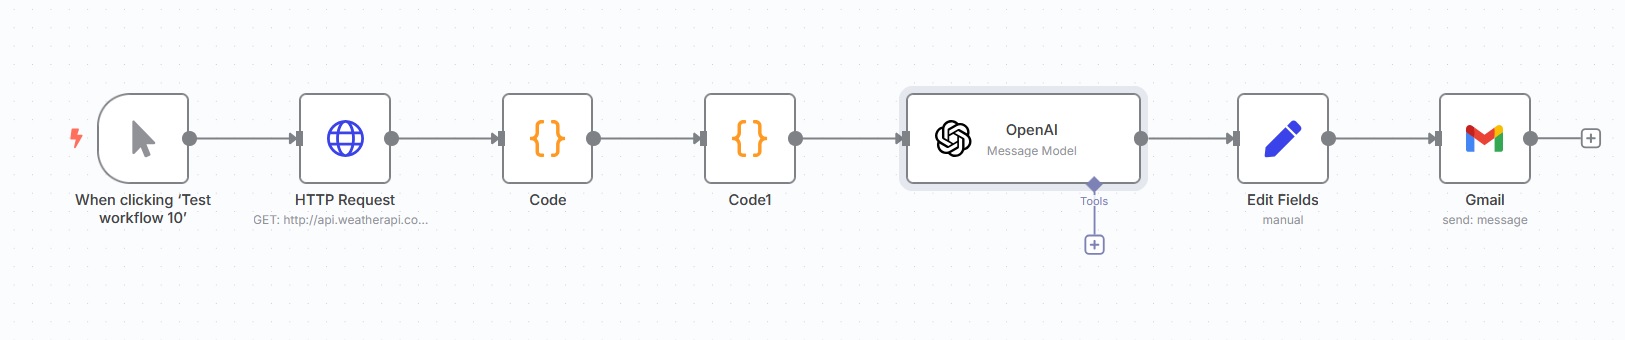 When clicking ‘Test
workflow 10’
HTTP Request
GET: http://api.weatherapi.co...
Code
Code1
OpenAI
Message Model
Tools
Edit Fields
manual
Gmail
send: message